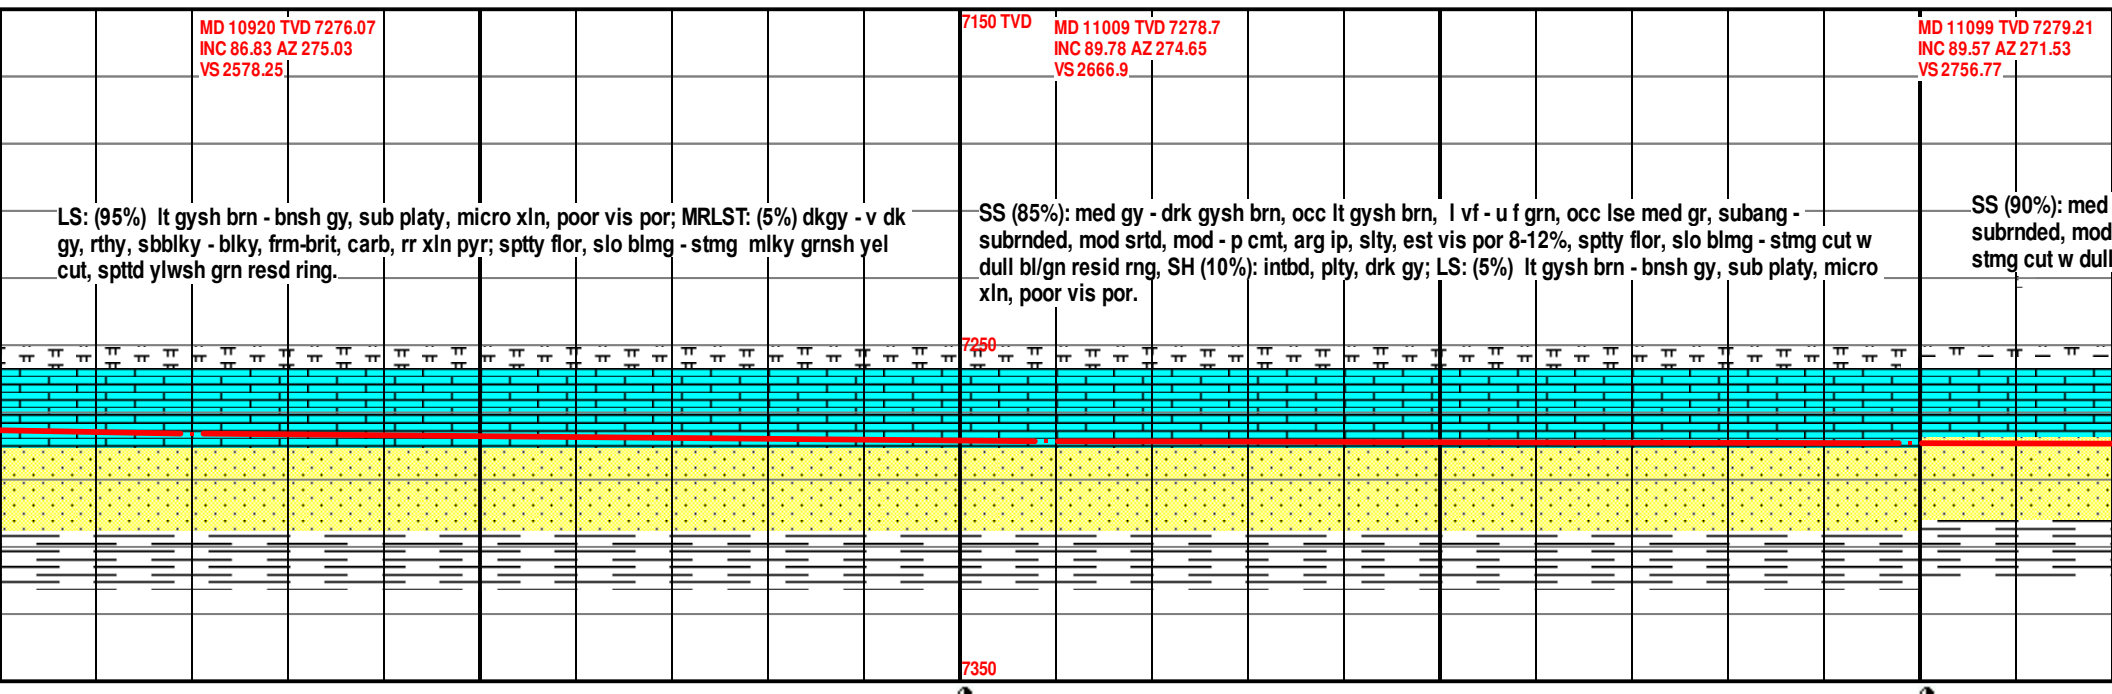 MD 10920 TVD 7276.07
INC 86.83 AZ 275.03
VS 2578.25
7150 TVD
MD 11009 TVD 7278.7
INC 89.78 AZ 274.65
VS 2666.9
MD 11099 TVD 7279.21
INC 89.57 AZ 271.53
VS 2756.77
LS: (95%) lt gysh brn - bnsh gy, sub platy, micro xln, poor vis por; MRLST: (5%) dkgy - v dk
gy, rthy, sbblky - blky, frm-brit, carb, rr xln pyr; sptty flor, slo blmg - stmg mlky grnsh yel
cut, spttd ylwsh grn resd ring.
SS (85%): med gy - drk gysh brn, occ lt gysh brn, l vf - u f grn, occ lse med gr, subang -
subrnded, mod srtd, mod - p cmt, arg ip, slty, est vis por 8-12%, sptty flor, slo blmg - stmg cut w
dull bl/gn resid rng, SH (10%): intbd, plty, drk gy; LS: (5%) lt gysh brn - bnsh gy, sub platy, micro
xln, poor vis por.
SS (90%): med
subrnded, mod
stmg cut w dull
7250
7350